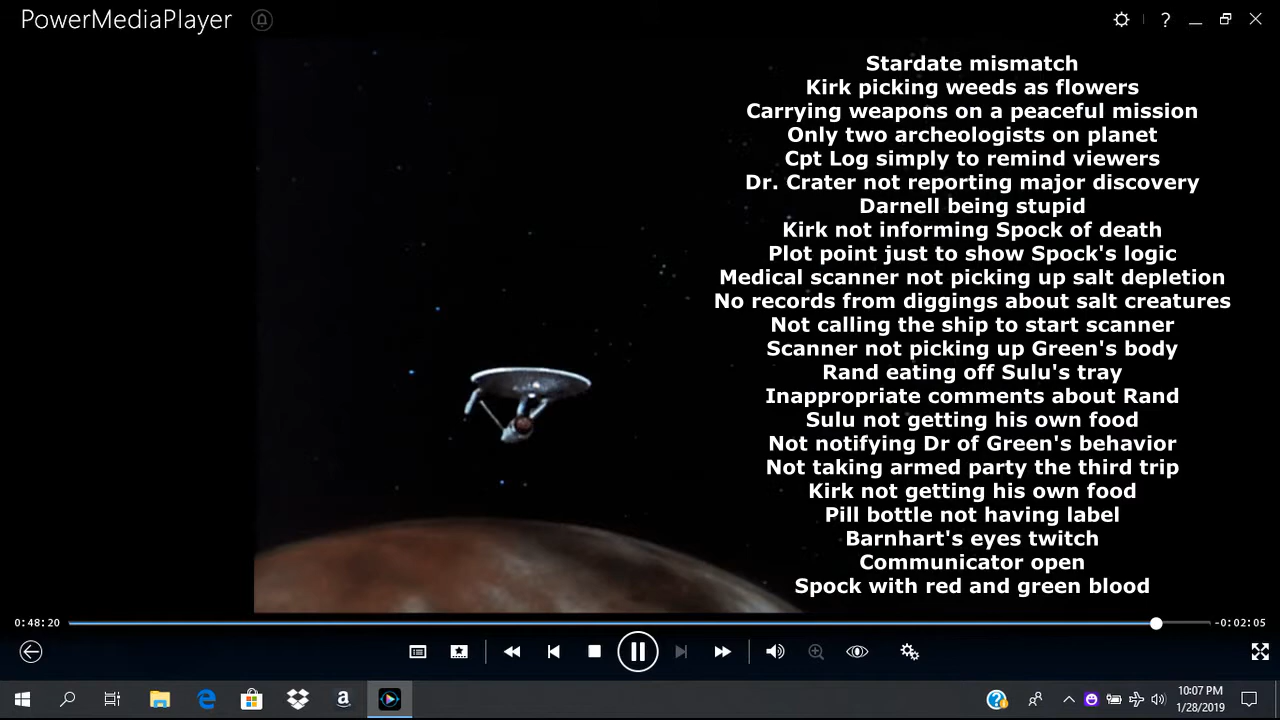 PowerMediaPlayer
Stardate mismatch
Kirk picking weeds as flowers
Carrying weapons on a peaceful mission
Only two archeologists on planet
Cpt Log simply to remind viewers
Dr. Crater not reporting major discovery
Darnell being stupid
Kirk not informing Spock of death
Plot point just to show Spock's logic
Medical scanner not picking up salt depletion
No records from diggings about salt creatures
Not calling the ship to start scanner
Scanner not picking up Green's body
Rand eating off Sulu's tray
Inappropriate comments about Rand
Sulu not getting his own food
Not notifying Dr of Green's behavior
Not taking armed party the third trip
Kirk not getting his own food
Pill bottle not having label
Barnhart's eyes twitch
Communicator open
Spock with red and green blood
0:48:20
-0:02:05
10:07 PM
1/28/2019